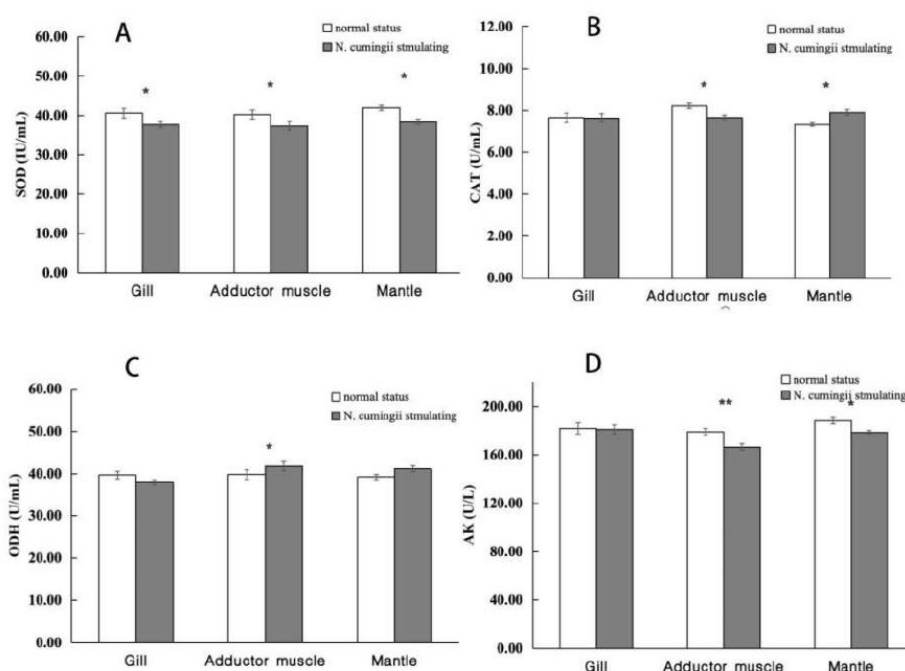 A
normal status
N. cumingii stmulating
60.00
50.00
40.00
30.00
20.00
10.00
0.00
SOD (IU/mL)
*
*
*
Gill Adductor muscle Mantle
B
normal status
N. cumingii stmulating
12.00
10.00
8.00
6.00
4.00
2.00
0.00
CAT (U/mL)
*
*
Gill Adductor muscle Mantle
C
normal status
N. cumingii stmulating
60.00
50.00
40.00
30.00
20.00
10.00
0.00
ODH (U/mL)
*
Gill Adductor muscle Mantle
D
normal status
N. cumingii stmulating
200.00
160.00
120.00
80.00
40.00
0.00
AK (U/L)
**
*
Gill Adductor muscle Mantle